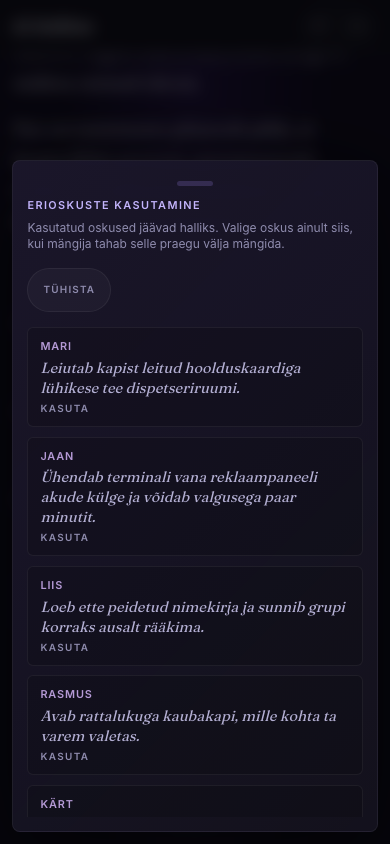 ERIOSKUSTE KASUTAMINE
Kasutatud oskused jäävad halliks. Valige oskus ainult siis,
kui mängija tahab selle praegu välja mängida.
TÜHISTA
MARI
Leiutab kapist leitud hoolduskaardiga
lühikese tee dispetseriruumi.
KASUTA
JAAN
Ühendab terminali vana reklaampaneeli
akude külge ja võidab valgusega paar
minutit.
KASUTA
LIIS
Loeb ette peidetud nimekirja ja sunnib grupi
korraks ausalt rääkima.
KASUTA
RASMUS
Avab rattalukuga kaubakapi, mille kohta ta
varem valetas.
KASUTA
KÄRT